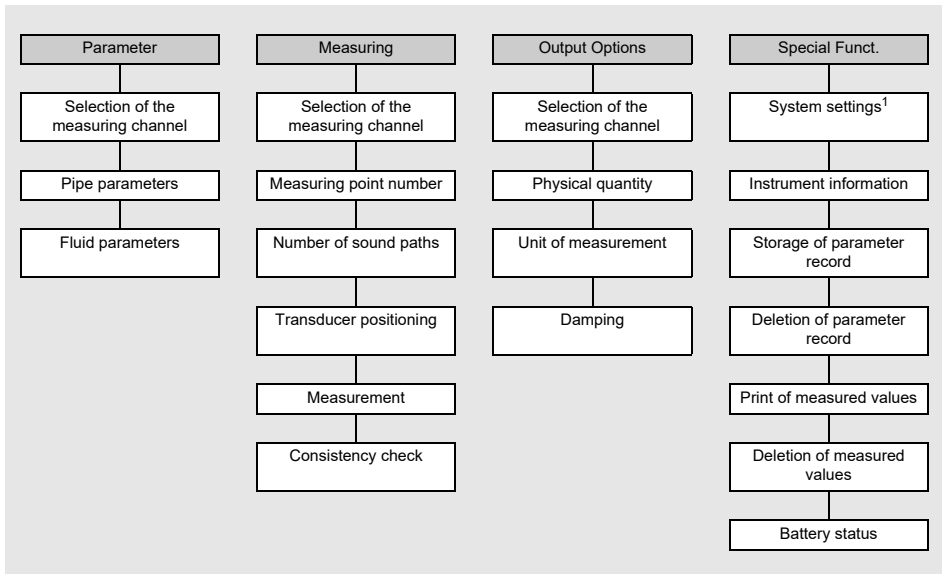 Parameter
Selection of the
measuring channel
Pipe parameters
Fluid parameters
Measuring
Selection of the
measuring channel
Measuring point number
Number of sound paths
Transducer positioning
Measurement
Consistency check
Output Options
Selection of the
measuring channel
Physical quantity
Unit of measurement
Damping
Special Funct.
System settings¹
Instrument information
Storage of parameter
record
Deletion of parameter
record
Print of measured values
Deletion of measured
values
Battery status